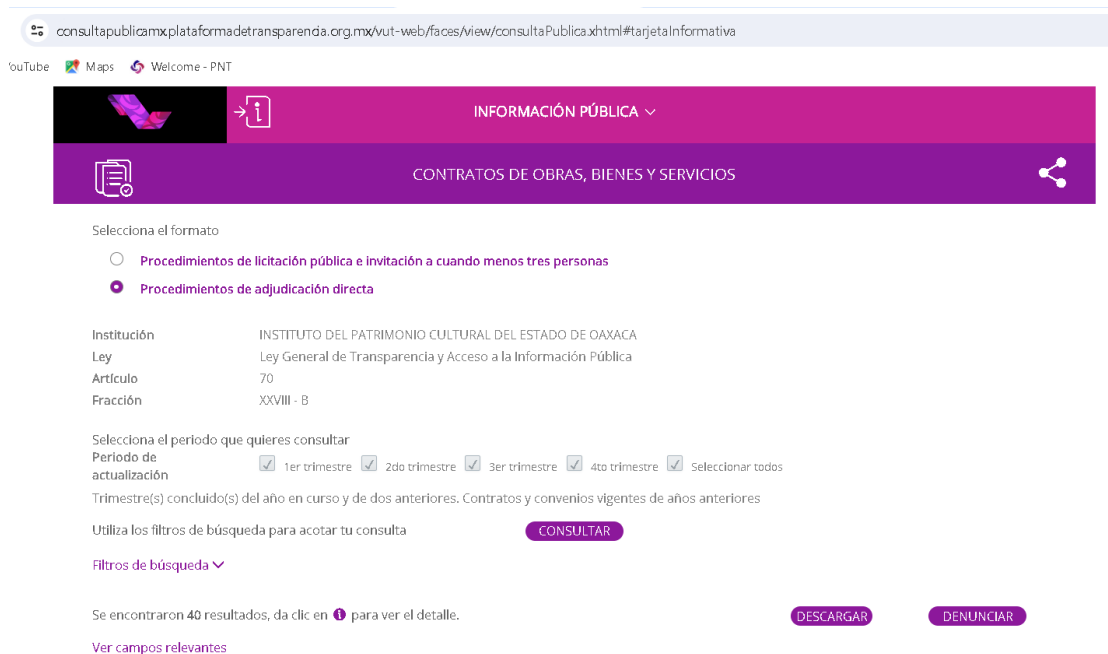 consultapublicamx.plataformadetransparencia.org.mx/vut-web/faces/view/consultaPublica.xhtml#tarjetaInformativa
YouTube Maps Welcome - PNT
INFORMACIÓN PÚBLICA
CONTRATOS DE OBRAS, BIENES Y SERVICIOS
Selecciona el formato
Procedimientos de licitación pública e invitación a cuando menos tres personas
Procedimientos de adjudicación directa
Institución INSTITUTO DEL PATRIMONIO CULTURAL DEL ESTADO DE OAXACA
Ley Ley General de Transparencia y Acceso a la Información Pública
Artículo 70
Fracción XXVIII - B
Selecciona el periodo que quieres consultar
Periodo de
actualización 1er trimestre 2do trimestre 3er trimestre 4to trimestre Seleccionar todos
Trimestre(s) concluido(s) del año en curso y de dos anteriores. Contratos y convenios vigentes de años anteriores
Utiliza los filtros de búsqueda para acotar tu consulta CONSULTAR
Filtros de búsqueda
Se encontraron 40 resultados, da clic en i para ver el detalle. DESCARGAR DENUNCIAR
Ver campos relevantes